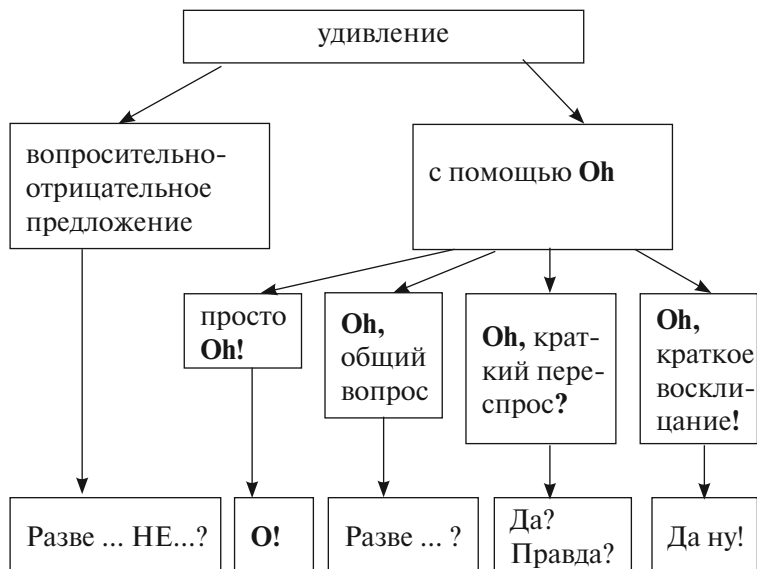 удивление
вопросительно-
отрицательное
предложение
с помощью Oh
просто
Oh!
Oh,
общий
вопрос
Oh, крат-
кий пере-
спрос?
Oh,
краткое
воскли-
цание!
Разве ... НЕ...?
О!
Разве ... ?
Да?
Правда?
Да ну!